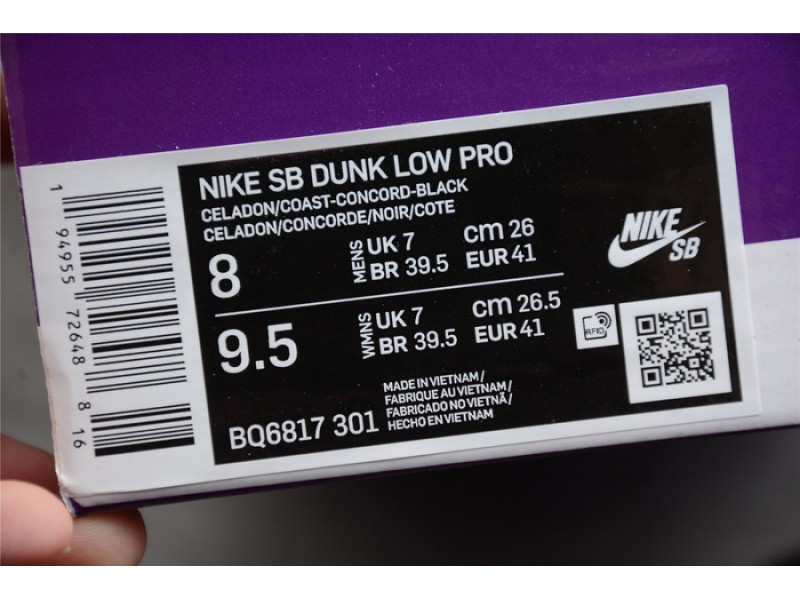 NIKE SB DUNK LOW PRO
CELADON/COAST-CONCORD-BLACK
CELADON/CONCORDE/NOIR/COTE
8 MENS UK 7 cm 26
BR 39.5 EUR 41
9.5 WMNS UK 7 cm 26.5
BR 39.5 EUR 41
MADE IN VIETNAM/
FABRIQUE AU VIETNAM/
FABRICADO NO VIETNÃ/
HECHO EN VIETNAM
BQ6817 301
NIKE
SB
RFID
1 94955 72648 8 16